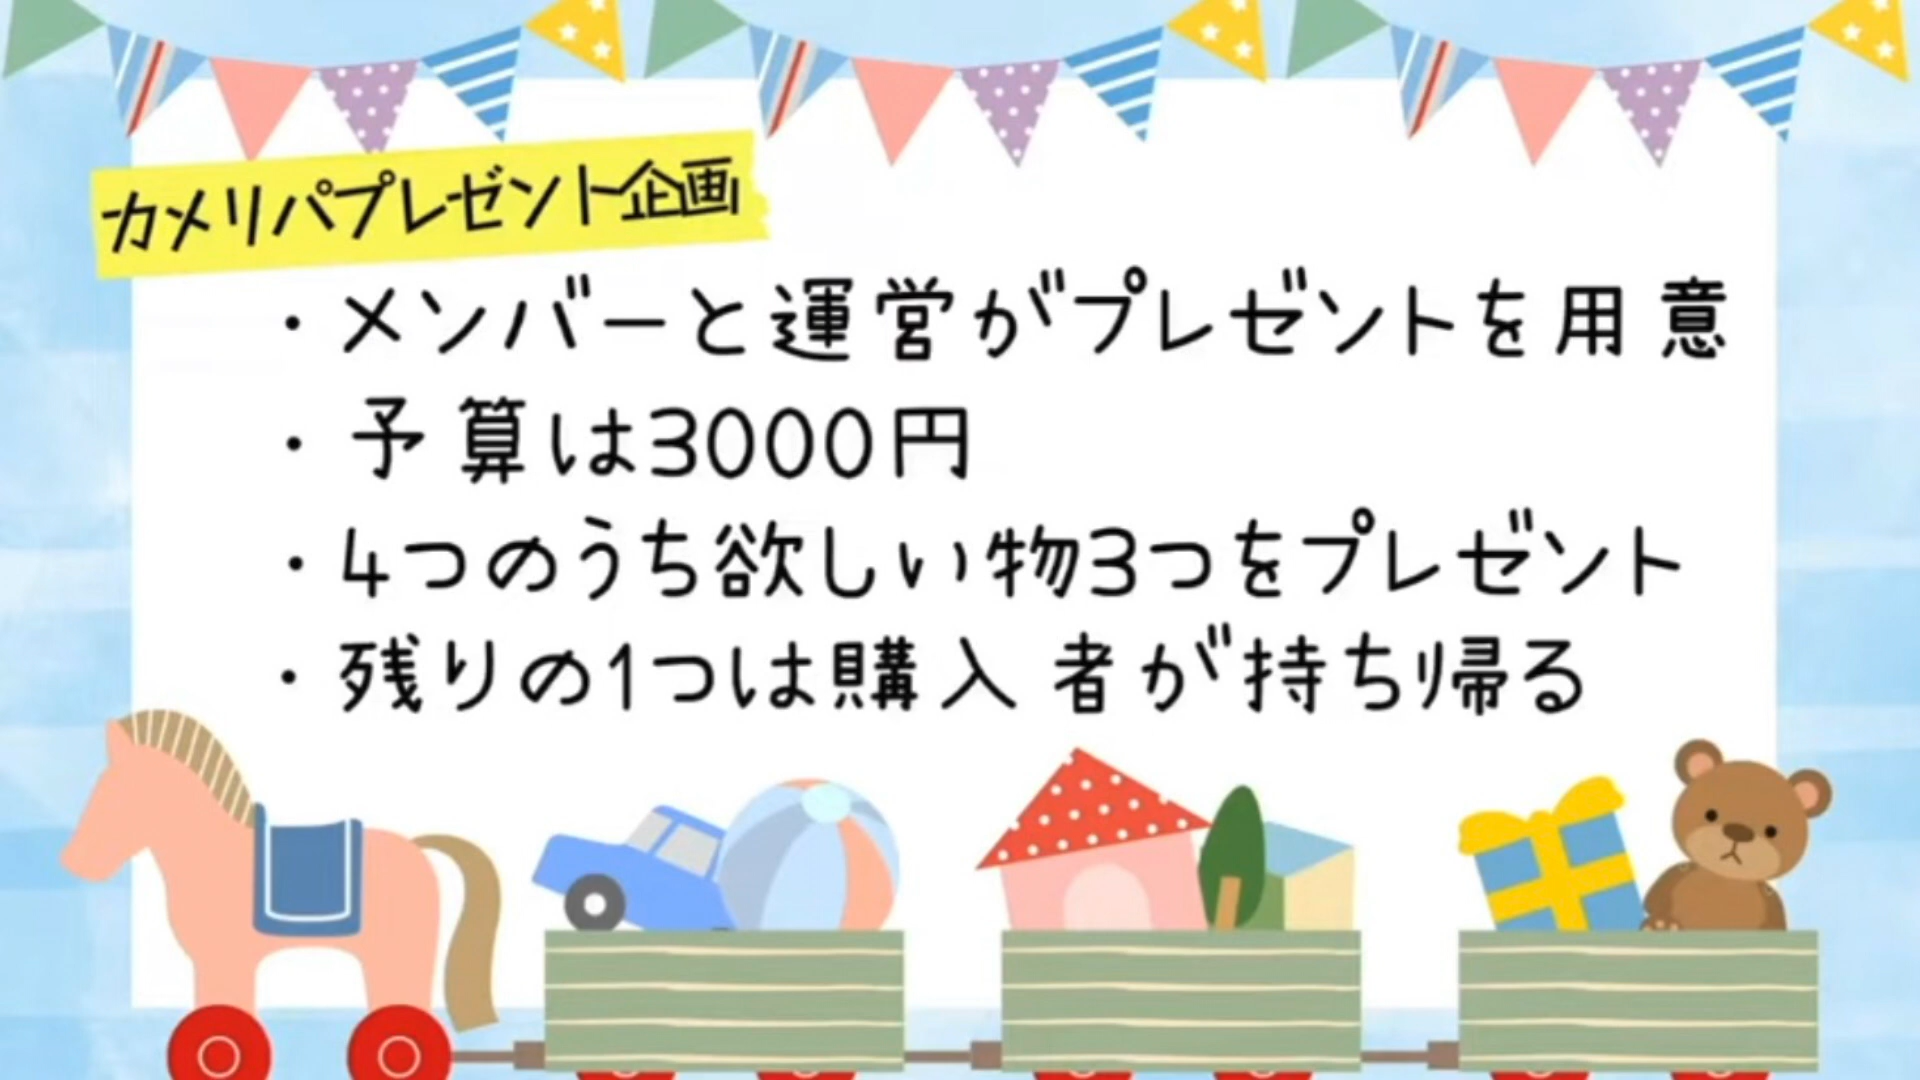 カメリパプレゼント企画
・メンバーと運営がプレゼントを用意
・予算は3000円
・4つのうち欲しい物3つをプレゼント
・残りの1つは購入者が持ち帰る